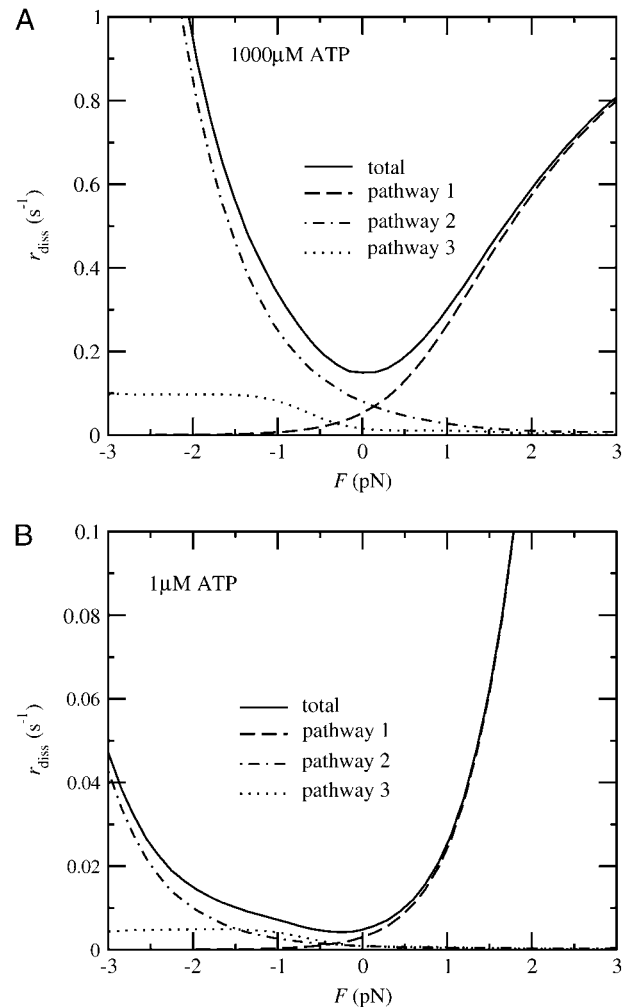 A
1000μM ATP
total
pathway 1
pathway 2
pathway 3
r_diss (s⁻¹)
1
0.8
0.6
0.4
0.2
0
-3 -2 -1 0 1 2 3
F (pN)
B
1μM ATP
total
pathway 1
pathway 2
pathway 3
r_diss (s⁻¹)
0.1
0.08
0.06
0.04
0.02
0
-3 -2 -1 0 1 2 3
F (pN)